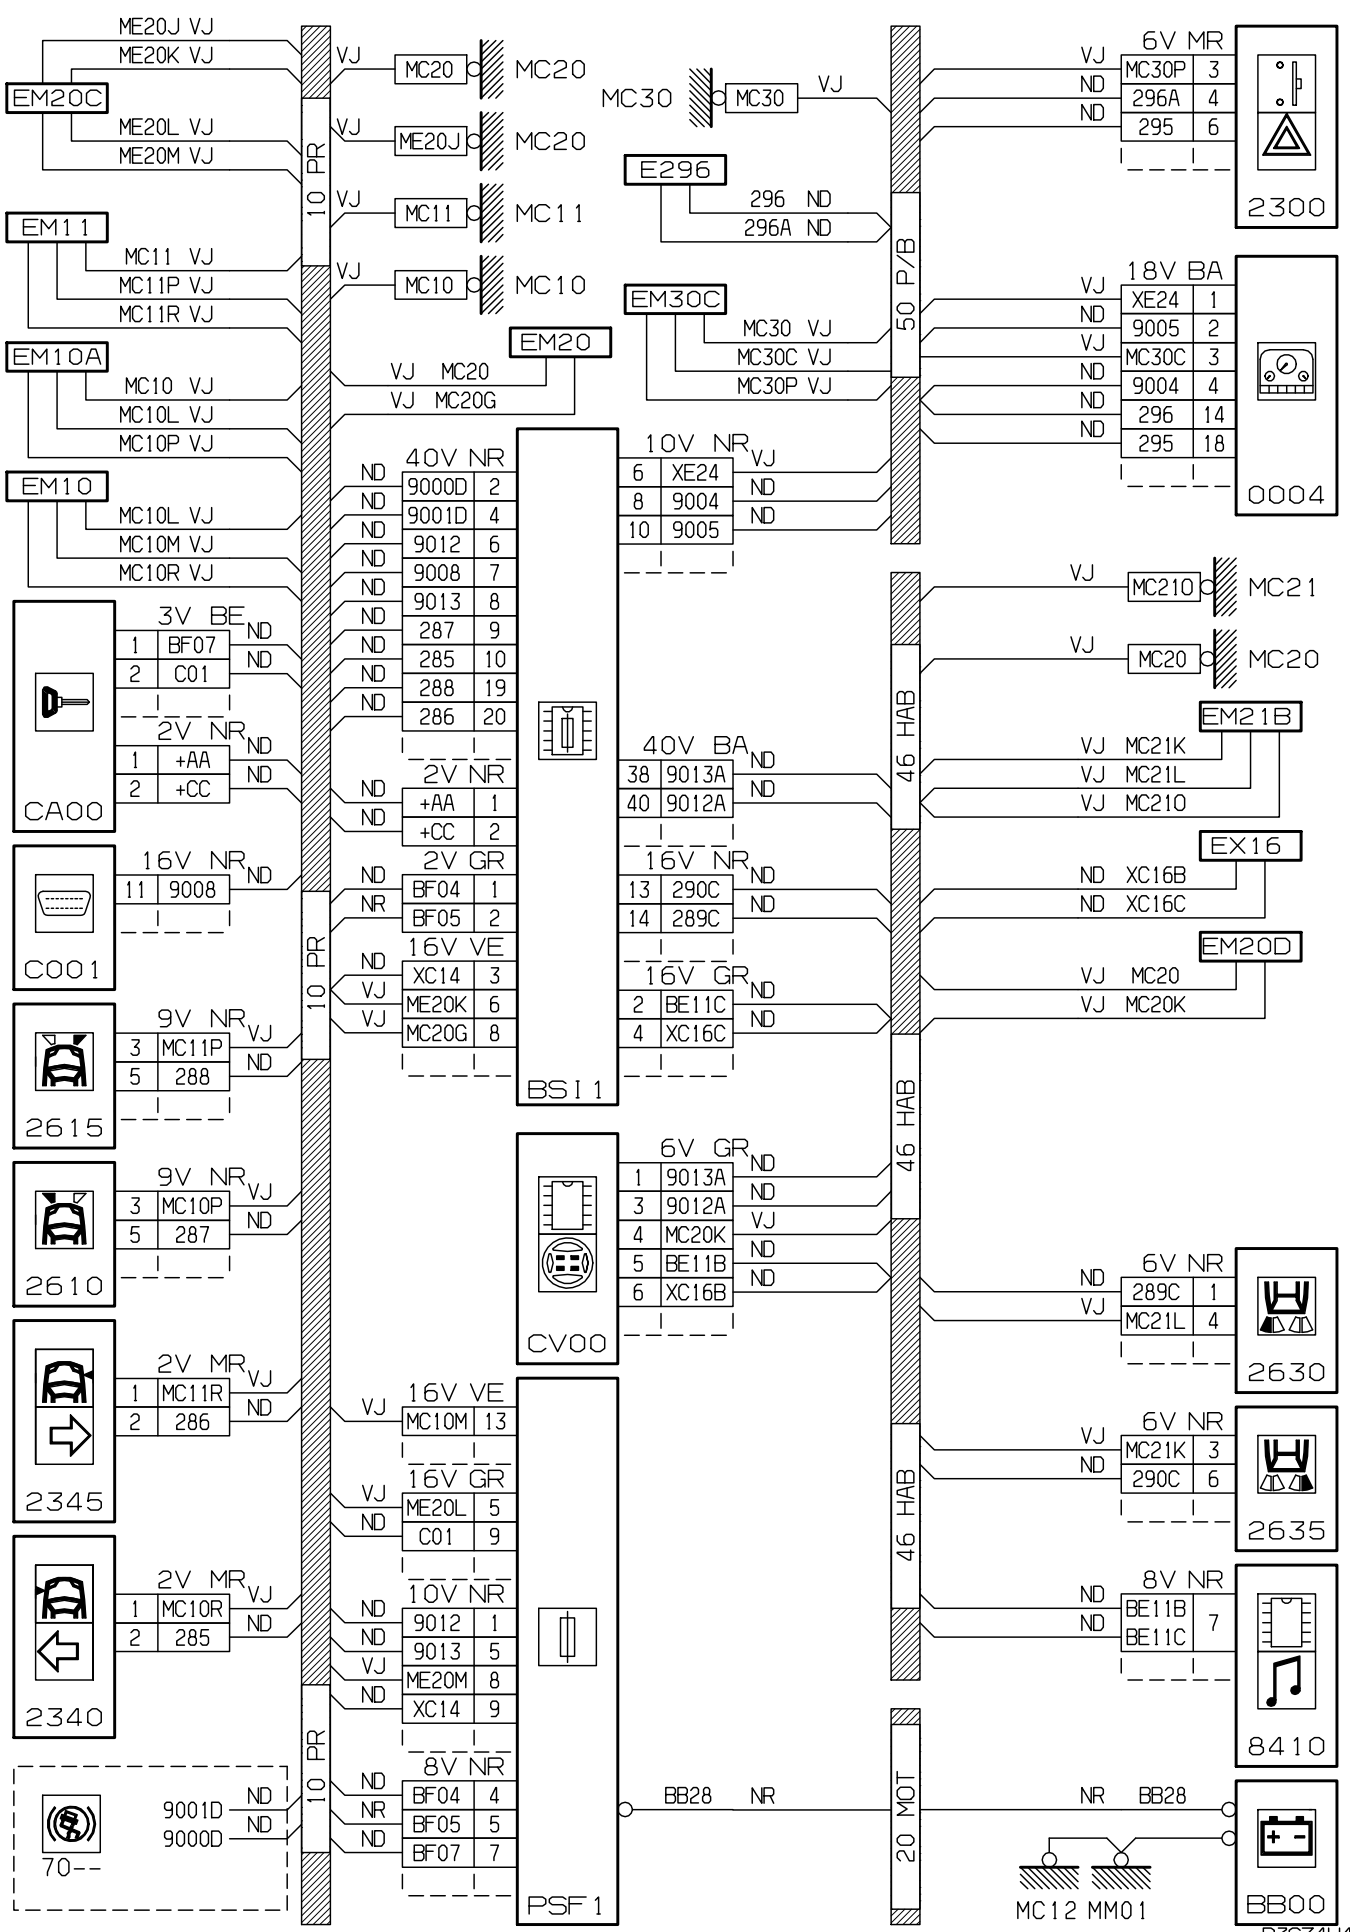 ME20J VJ
ME20K VJ
EM20C
ME20L VJ
ME20M VJ
EM11
MC11 VJ
MC11P VJ
MC11R VJ
EM10A
MC10 VJ
MC10L VJ
MC10P VJ
EM10
MC10L VJ
MC10M VJ
MC10R VJ
3V BE
1 BF07 ND
2 C01 ND
2V NR
1 +AA ND
2 +CC ND
CA00
16V NR
11 9008 ND
C001
9V NR
3 MC11P VJ
5 288 ND
2615
9V NR
3 MC10P VJ
5 287 ND
2610
2V MR
1 MC11R VJ
2 286 ND
2345
2V MR
1 MC10R VJ
2 285 ND
2340
9001D ND
9000D ND
70--
10 PR
10 PR
10 PR
VJ MC20 MC20
VJ ME20J MC20
VJ MC11 MC11
VJ MC10 MC10
EM20
VJ MC20
VJ MC20G
40V NR
ND 9000D 2
ND 9001D 4
ND 9012 6
ND 9008 7
ND 9013 8
ND 287 9
ND 285 10
ND 288 19
ND 286 20
2V NR
ND +AA 1
ND +CC 2
2V GR
ND BF04 1
NR BF05 2
16V VE
ND XC14 3
VJ ME20K 6
VJ MC20G 8
BSI1
10V NR
6 XE24 VJ
8 9004 ND
10 9005 ND
40V BA
38 9013A ND
40 9012A ND
16V NR
13 290C ND
14 289C ND
16V GR
2 BE11C ND
4 XC16C ND
CV00
6V GR
1 9013A ND
3 9012A ND
4 MC20K VJ
5 BE11B ND
6 XC16B ND
16V VE
VJ MC10M 13
16V GR
VJ ME20L 5
ND C01 9
10V NR
ND 9012 1
ND 9013 5
VJ ME20M 8
ND XC14 9
8V NR
ND BF04 4
NR BF05 5
ND BF07 7
PSF1
BB28 NR
MC30 MC30 VJ
E296
296 ND
296A ND
EM30C
MC30 VJ
MC30C VJ
MC30P VJ
50 P/B
46 HAB
46 HAB
46 HAB
20 MOT
6V MR
VJ MC30P 3
ND 296A 4
ND 295 6
2300
18V BA
VJ XE24 1
ND 9005 2
VJ MC30C 3
ND 9004 4
ND 296 14
ND 295 18
0004
VJ MC210 MC21
VJ MC20 MC20
EM21B
VJ MC21K
VJ MC21L
VJ MC210
EX16
ND XC16B
ND XC16C
EM20D
VJ MC20
VJ MC20K
6V NR
ND 289C 1
VJ MC21L 4
2630
6V NR
VJ MC21K 3
ND 290C 6
2635
8V NR
ND BE11B 7
ND BE11C
8410
NR BB28
MC12 MM01
BB00